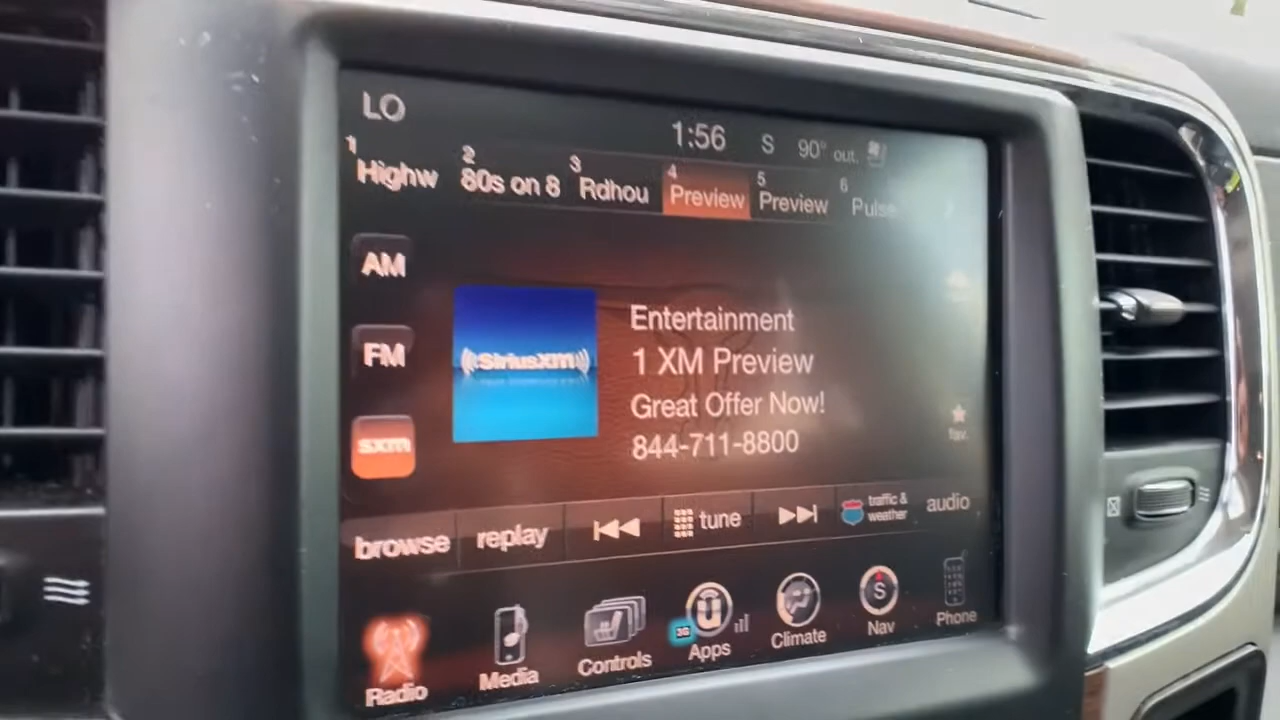 LO
1:56 S 90° out.
1 Highw 2 80s on 8 3 Rdhou 4 Preview 5 Preview 6 Pulse
AM
FM
sxm
((SiriusXM))
Entertainment
1 XM Preview
Great Offer Now!
844-711-8800
fav.
browse replay tune traffic & weather audio
Radio Media Controls 3G Apps Climate S Nav Phone